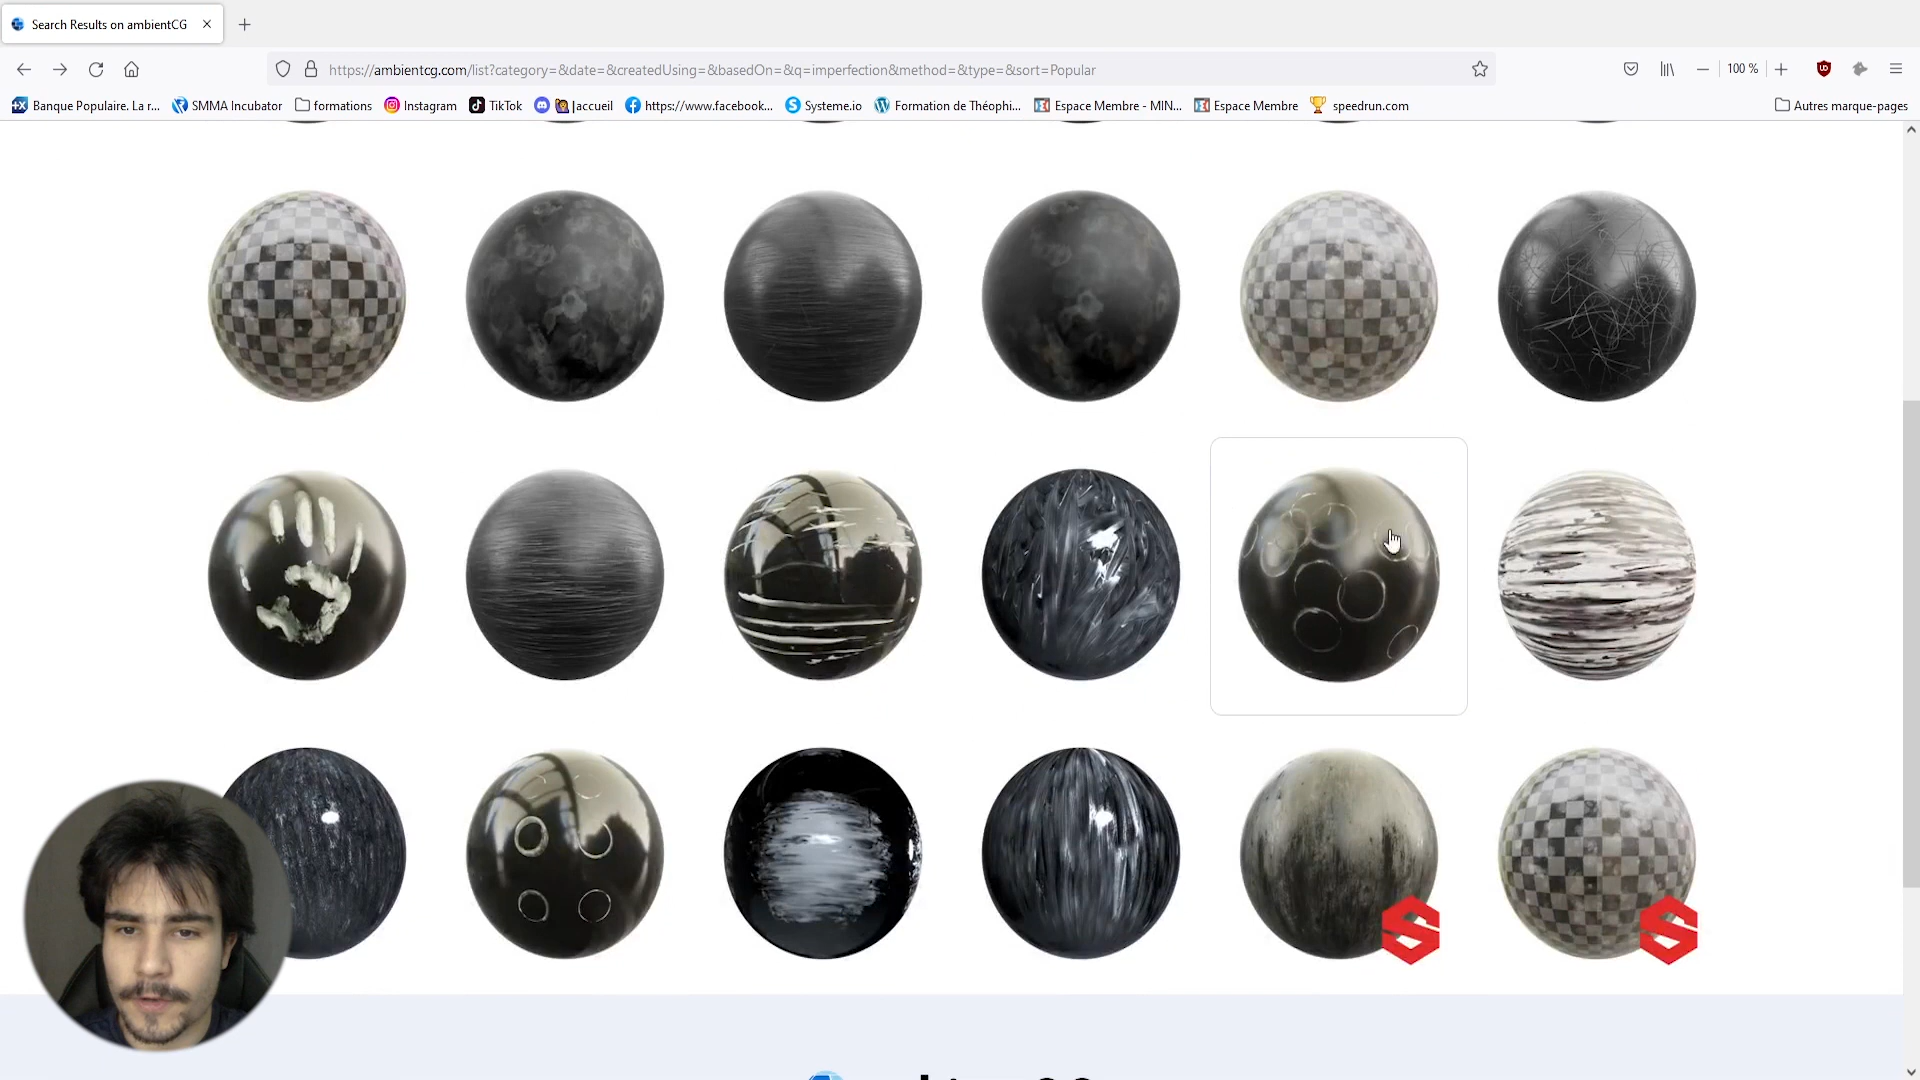 Search Results on ambientCG
https://ambientcg.com/list?category=&date=&createdUsing=&basedOn=&q=imperfection&method=&type=&sort=Popular
100 %
Banque Populaire. La r...
SMMA Incubator
formations
Instagram
TikTok
|accueil
https://www.facebook...
Systeme.io
Formation de Théophi...
Espace Membre - MIN...
Espace Membre
speedrun.com
Autres marque-pages